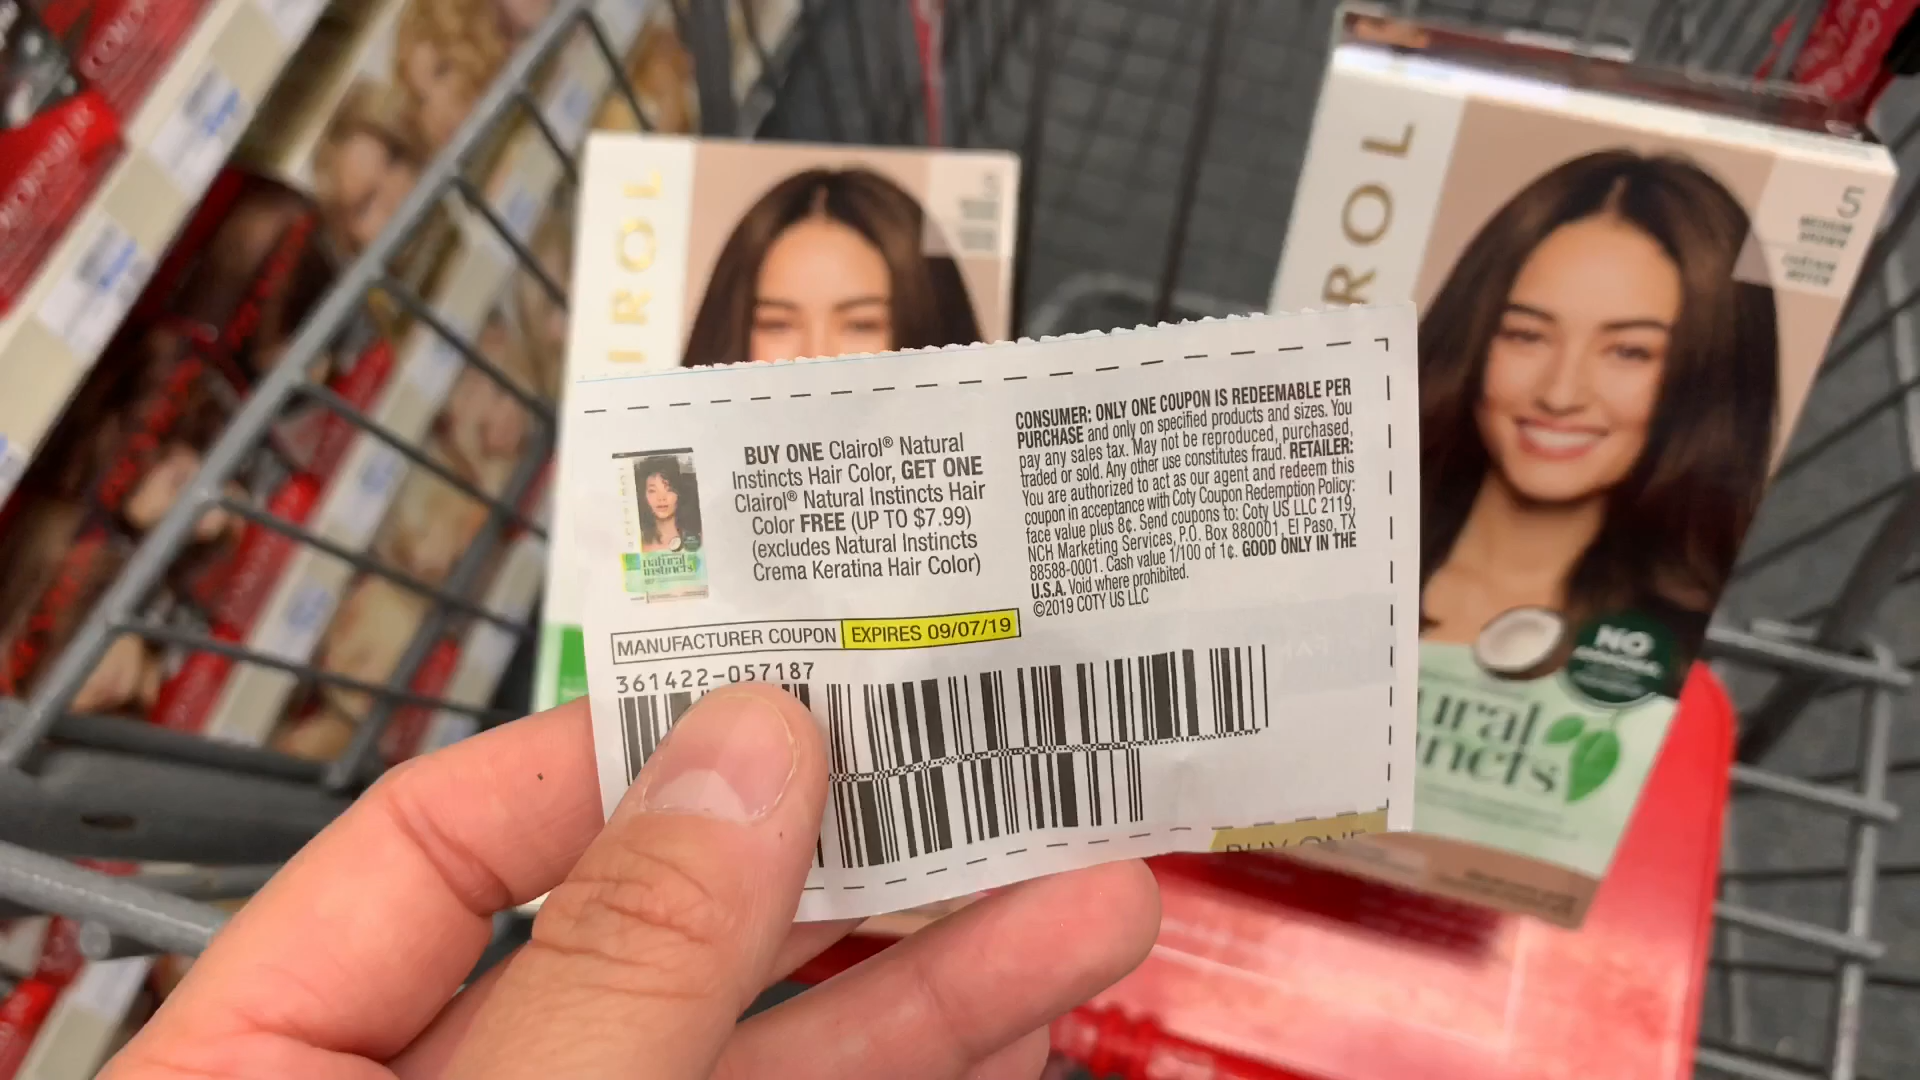 IROL
ROL
5
MEDIUM
BROWN
BUY ONE Clairol® Natural
Instincts Hair Color, GET ONE
Clairol® Natural Instincts Hair
Color FREE (UP TO $7.99)
(excludes Natural Instincts
Crema Keratina Hair Color)
natural
instincts
CONSUMER: ONLY ONE COUPON IS REDEEMABLE PER
PURCHASE and only on specified products and sizes. You
pay any sales tax. May not be reproduced, purchased,
traded or sold. Any other use constitutes fraud. RETAILER:
You are authorized to act as our agent and redeem this
coupon in acceptance with Coty Coupon Redemption Policy:
face value plus 8¢. Send coupons to: Coty US LLC 2119,
NCH Marketing Services, P.O. Box 880001, El Paso, TX
88588-0001. Cash value 1/100 of 1¢. GOOD ONLY IN THE
U.S.A. Void where prohibited.
©2019 COTY US LLC
MANUFACTURER COUPON EXPIRES 09/07/19
361422-057187
BUY ONE
NO
ural
incts